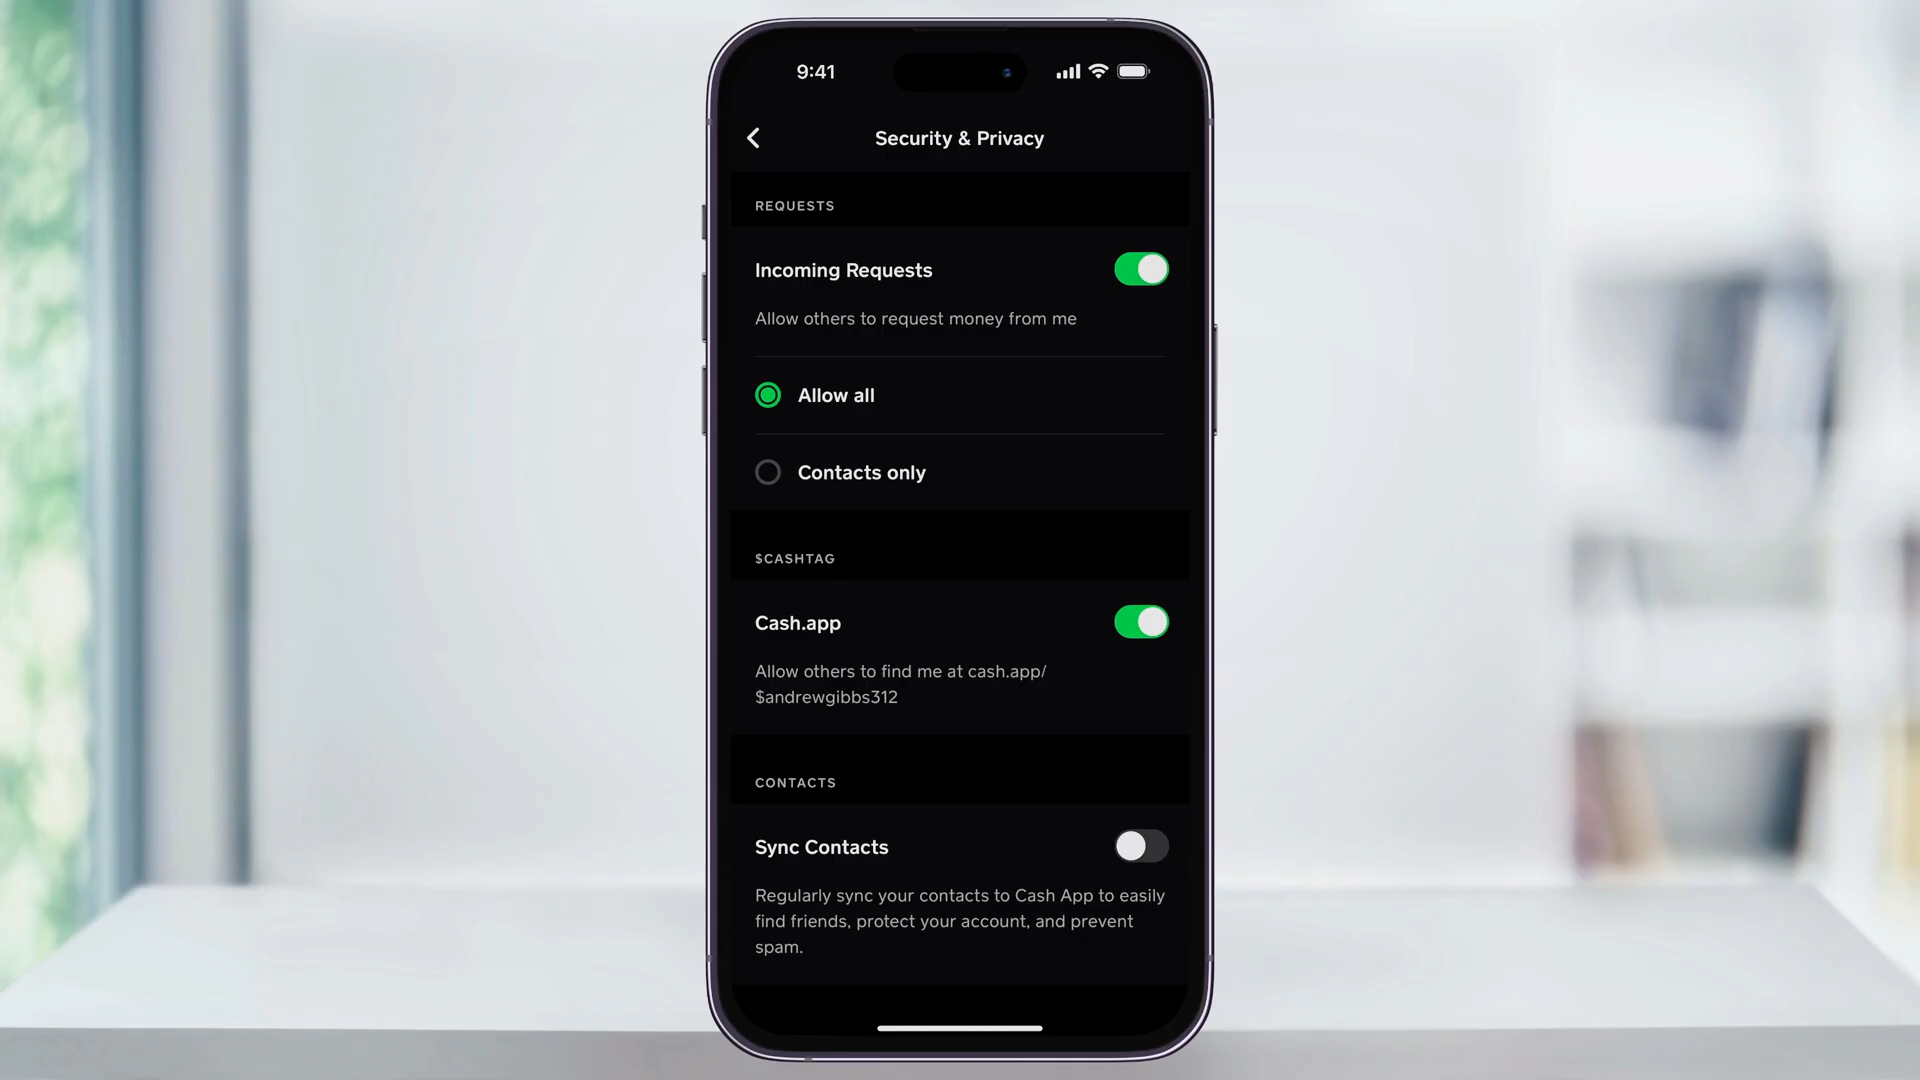 9:41
Security & Privacy
REQUESTS
Incoming Requests
Allow others to request money from me
Allow all
Contacts only
$CASHTAG
Cash.app
Allow others to find me at cash.app/
$andrewgibbs312
CONTACTS
Sync Contacts
Regularly sync your contacts to Cash App to easily
find friends, protect your account, and prevent
spam.